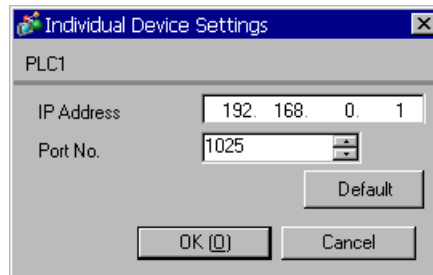 Individual Device Settings
PLC1
IP Address 192. 168. 0. 1
Port No. 1025
Default
OK (O) Cancel